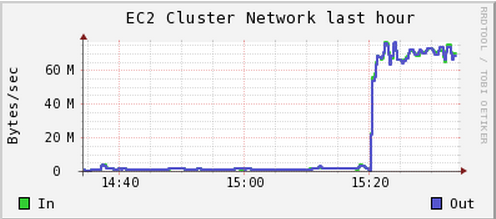 EC2 Cluster Network last hour
RRDTOOL / TOBI OETIKER
Bytes/sec
60 M
40 M
20 M
0
14:40 15:00 15:20
In Out